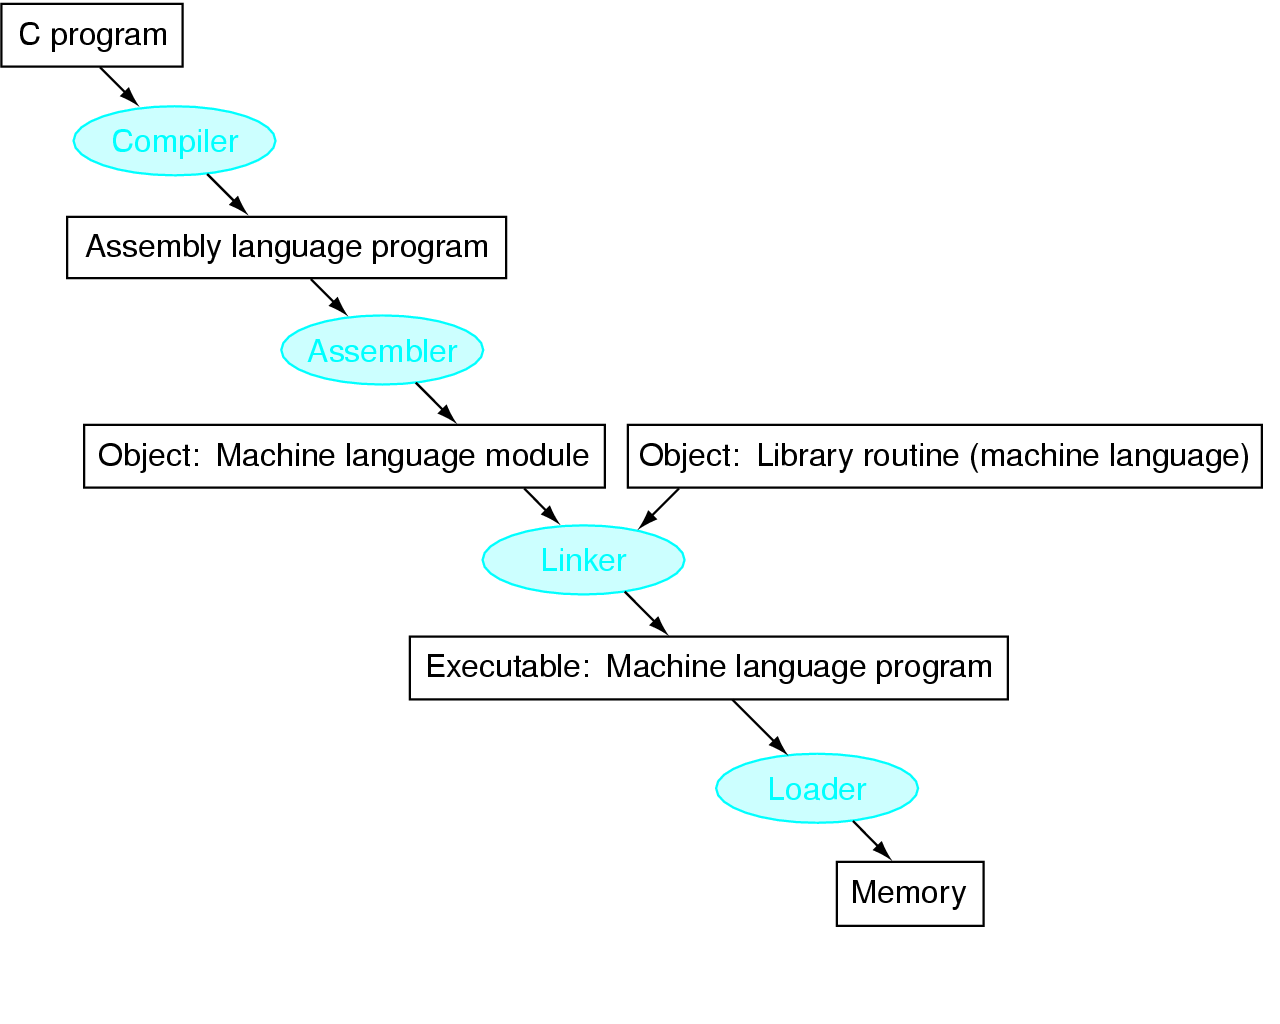 C program
Compiler
Assembly language program
Assembler
Object: Machine language module
Object: Library routine (machine language)
Linker
Executable: Machine language program
Loader
Memory